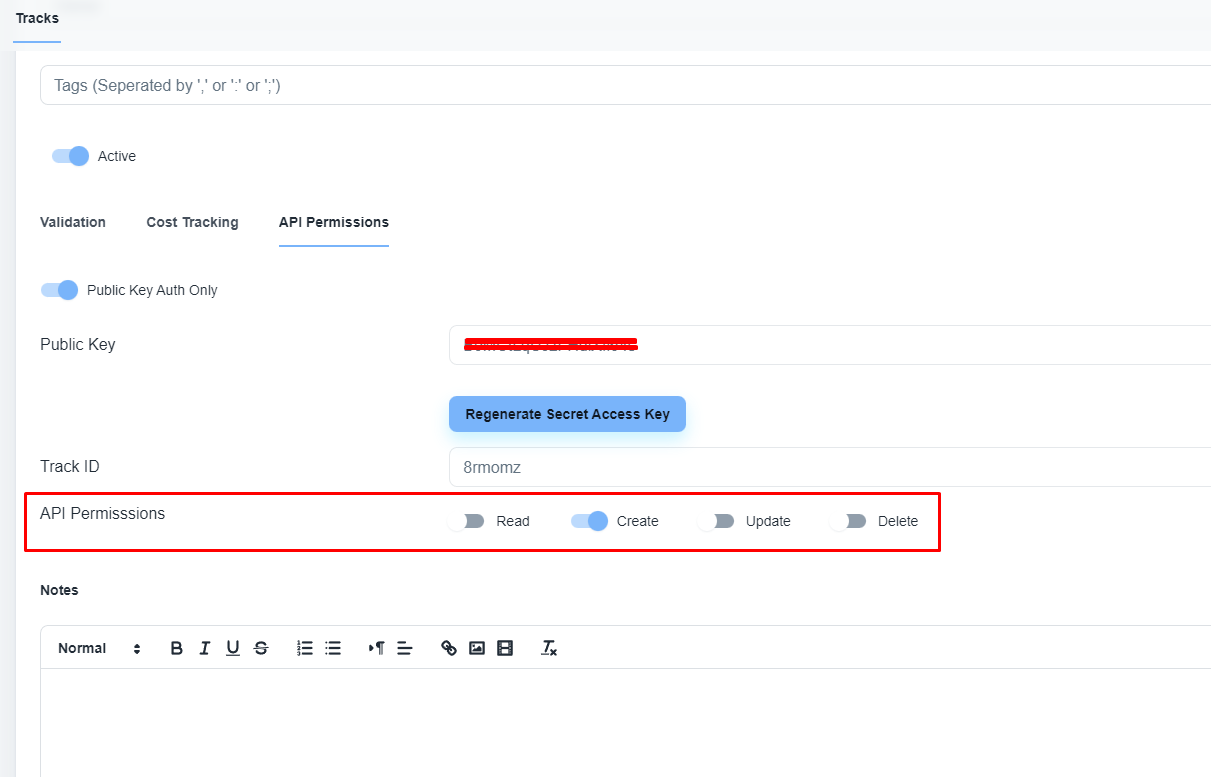 Tracks
Tags (Seperated by ',' or ':' or ';')
Active
Validation Cost Tracking API Permissions
Public Key Auth Only
Public Key
Regenerate Secret Access Key
Track ID 8rmomz
API Permisssions Read Create Update Delete
Notes
Normal B I U S